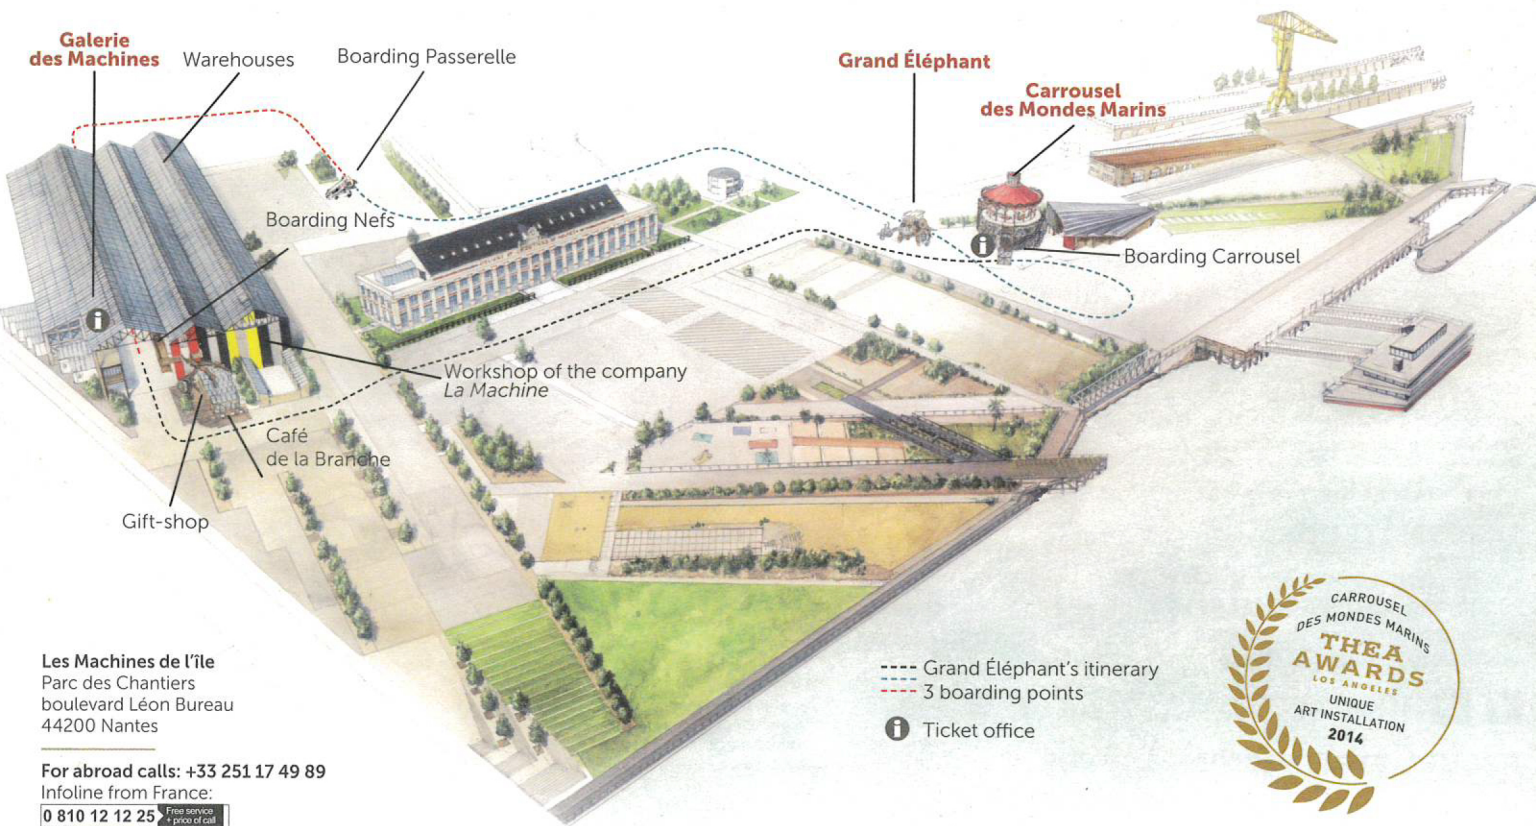 Galerie
des Machines
Warehouses
Boarding Passerelle
Grand Éléphant
Carrousel
des Mondes Marins
Boarding Nefs
Boarding Carrousel
Workshop of the company
La Machine
Café
de la Branche
Gift-shop
Les Machines de l'île
Parc des Chantiers
boulevard Léon Bureau
44200 Nantes
For abroad calls: +33 251 17 49 89
Infoline from France:
0 810 12 12 25 Free service
+ price of call
Grand Éléphant's itinerary
3 boarding points
i Ticket office
CARROUSEL
DES MONDES MARINS
THEA
AWARDS
LOS ANGELES
UNIQUE
ART INSTALLATION
2014